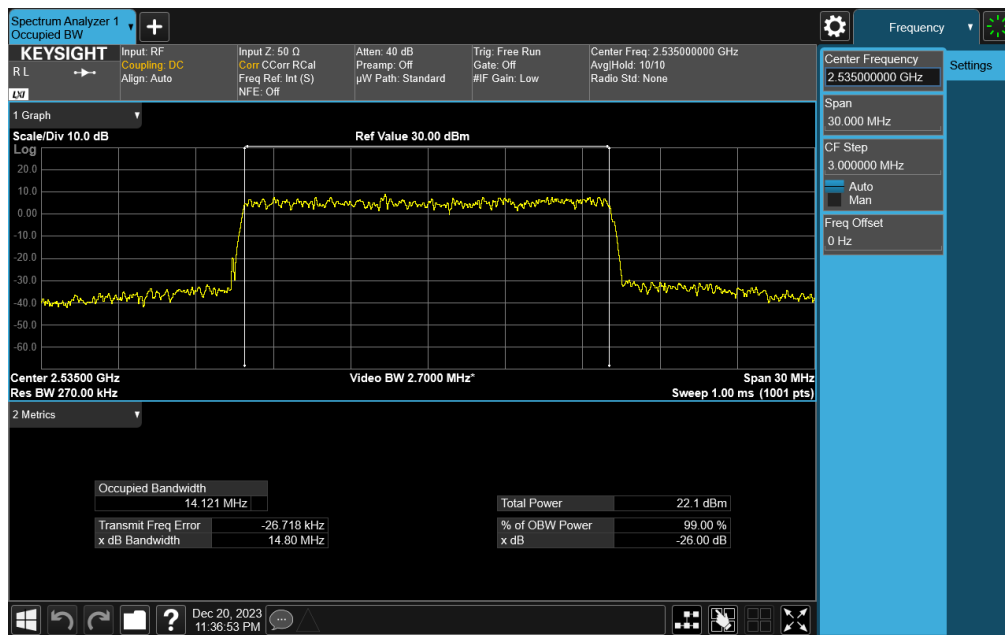 Spectrum Analyzer 1
Occupied BW
Frequency
KEYSIGHT
R L
LXI
Input: RF
Coupling: DC
Align: Auto
Input Z: 50 Ω
Corr CCorr RCal
Freq Ref: Int (S)
NFE: Off
Atten: 40 dB
Preamp: Off
µW Path: Standard
Trig: Free Run
Gate: Off
#IF Gain: Low
Center Freq: 2.535000000 GHz
Avg|Hold: 10/10
Radio Std: None
Center Frequency
2.535000000 GHz
Settings
Span
30.000 MHz
CF Step
3.000000 MHz
Auto
Man
Freq Offset
0 Hz
1 Graph
Scale/Div 10.0 dB
Ref Value 30.00 dBm
Log
20.0
10.0
0.00
-10.0
-20.0
-30.0
-40.0
-50.0
-60.0
Center 2.53500 GHz
Video BW 2.7000 MHz*
Span 30 MHz
Res BW 270.00 kHz
Sweep 1.00 ms (1001 pts)
2 Metrics
Occupied Bandwidth
14.121 MHz
Total Power 22.1 dBm
Transmit Freq Error -26.718 kHz
% of OBW Power 99.00 %
x dB Bandwidth 14.80 MHz
x dB -26.00 dB
Dec 20, 2023
11:36:53 PM